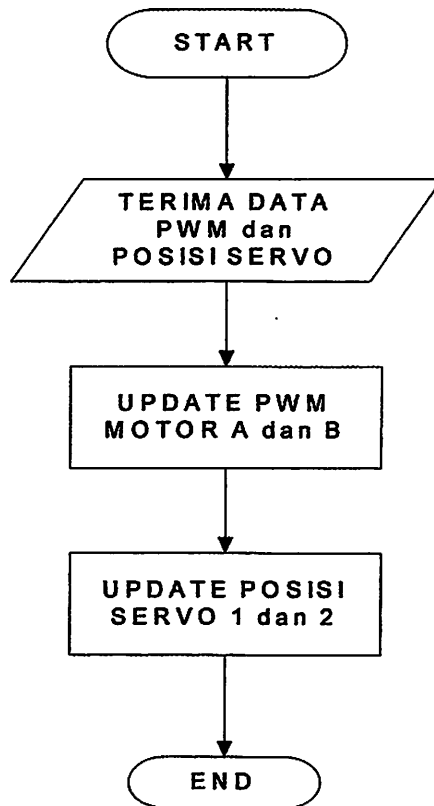 START
TERIMA DATA
PWM dan
POSISI SERVO
UPDATE PWM
MOTOR A dan B
UPDATE POSISI
SERVO 1 dan 2
END